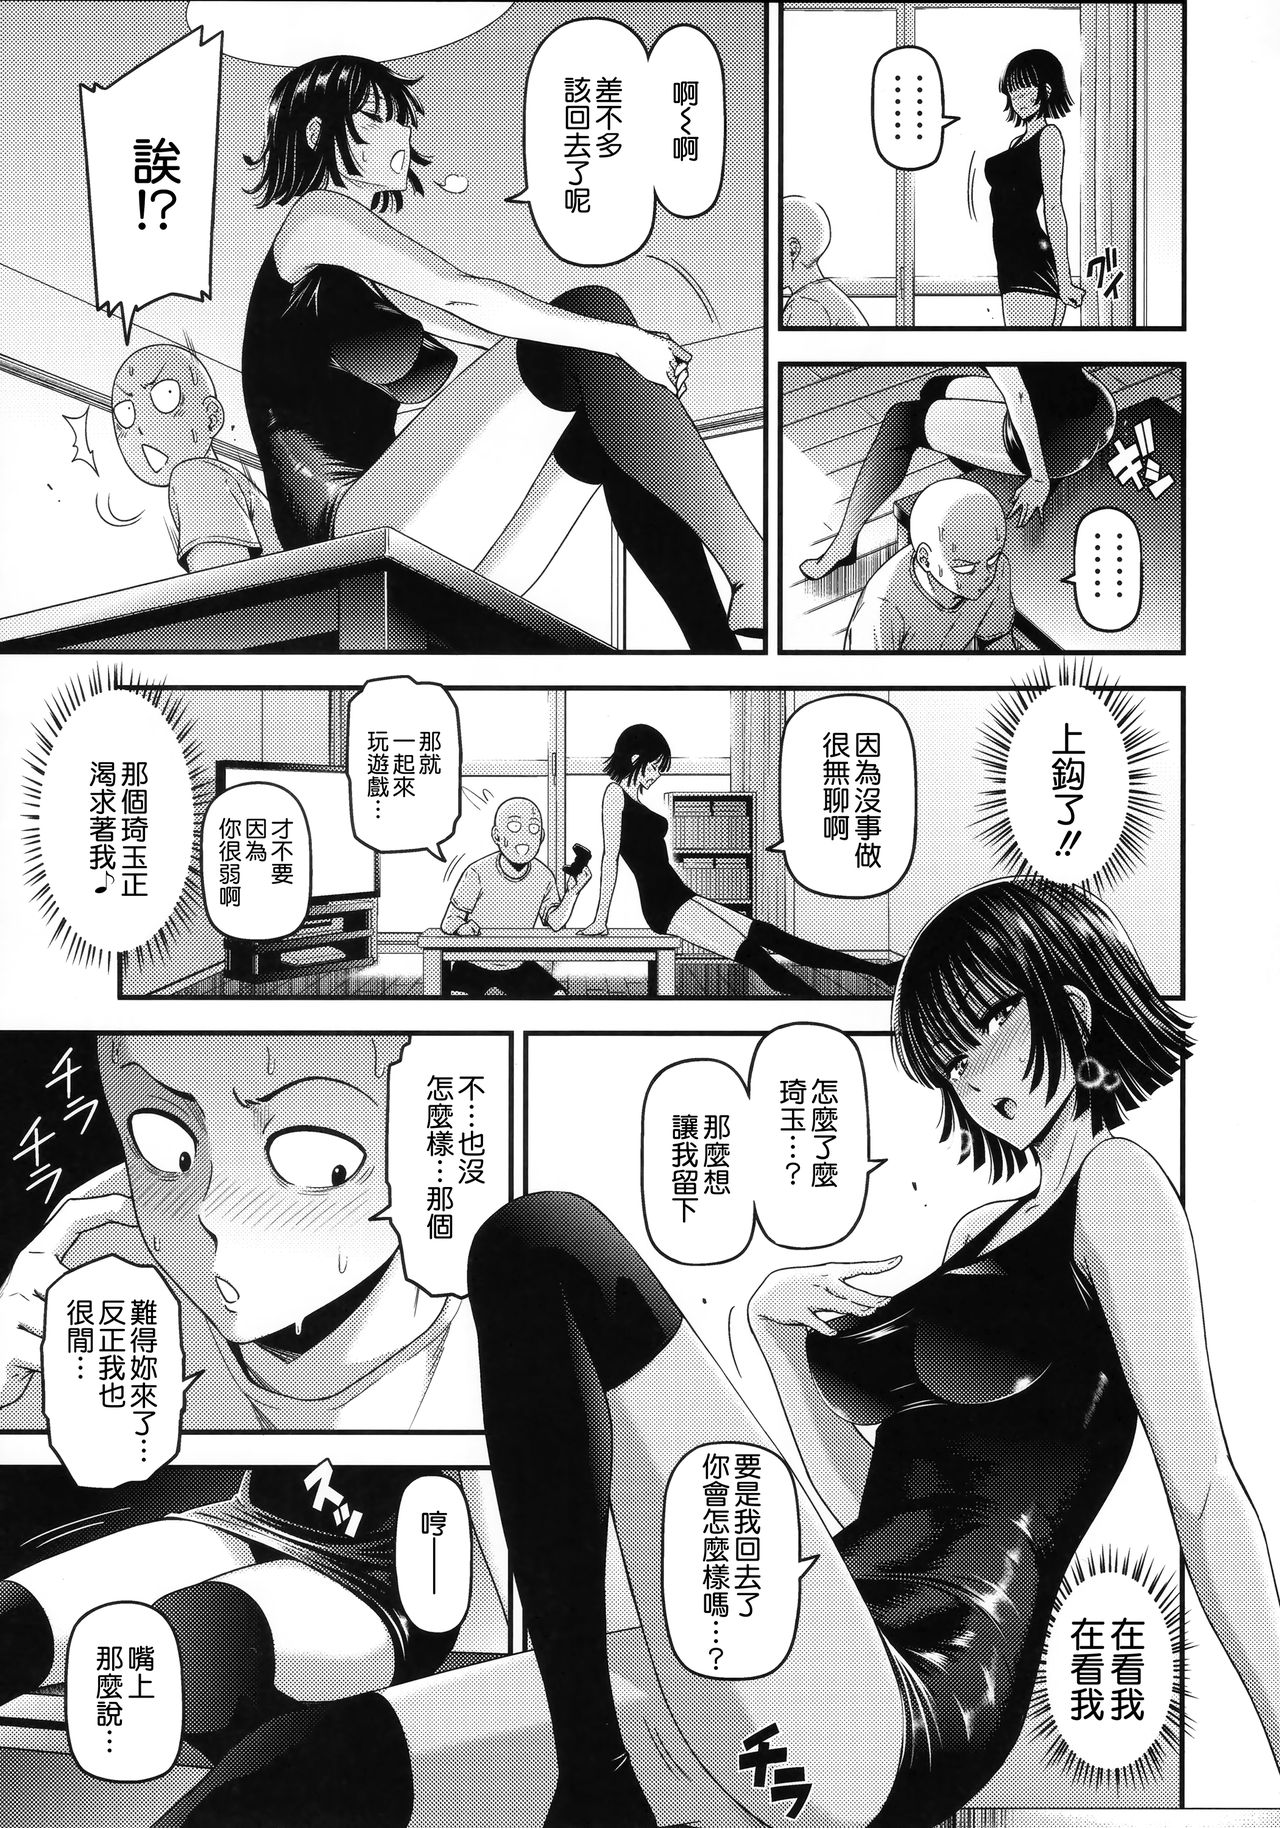 ………
グイ
………
ギシ
啊～啊
差不多
該回去了呢
誒!?
上鈎了!!
因為沒事做
很無聊啊
那就
一起來
玩遊戲…
才不要
因為
你很弱啊
那個琦玉正
渴求著我♪
怎麼了麼
琦玉…?
那麼想
讓我留下
要是我回去了
你會怎麼樣嗎…?
在看我
在看我
チラ
不…也沒
怎麼樣…那個
チラ
チラ
難得妳來了…
反正我也
很閒…
ズッ
哼──
嘴上
那麼說…